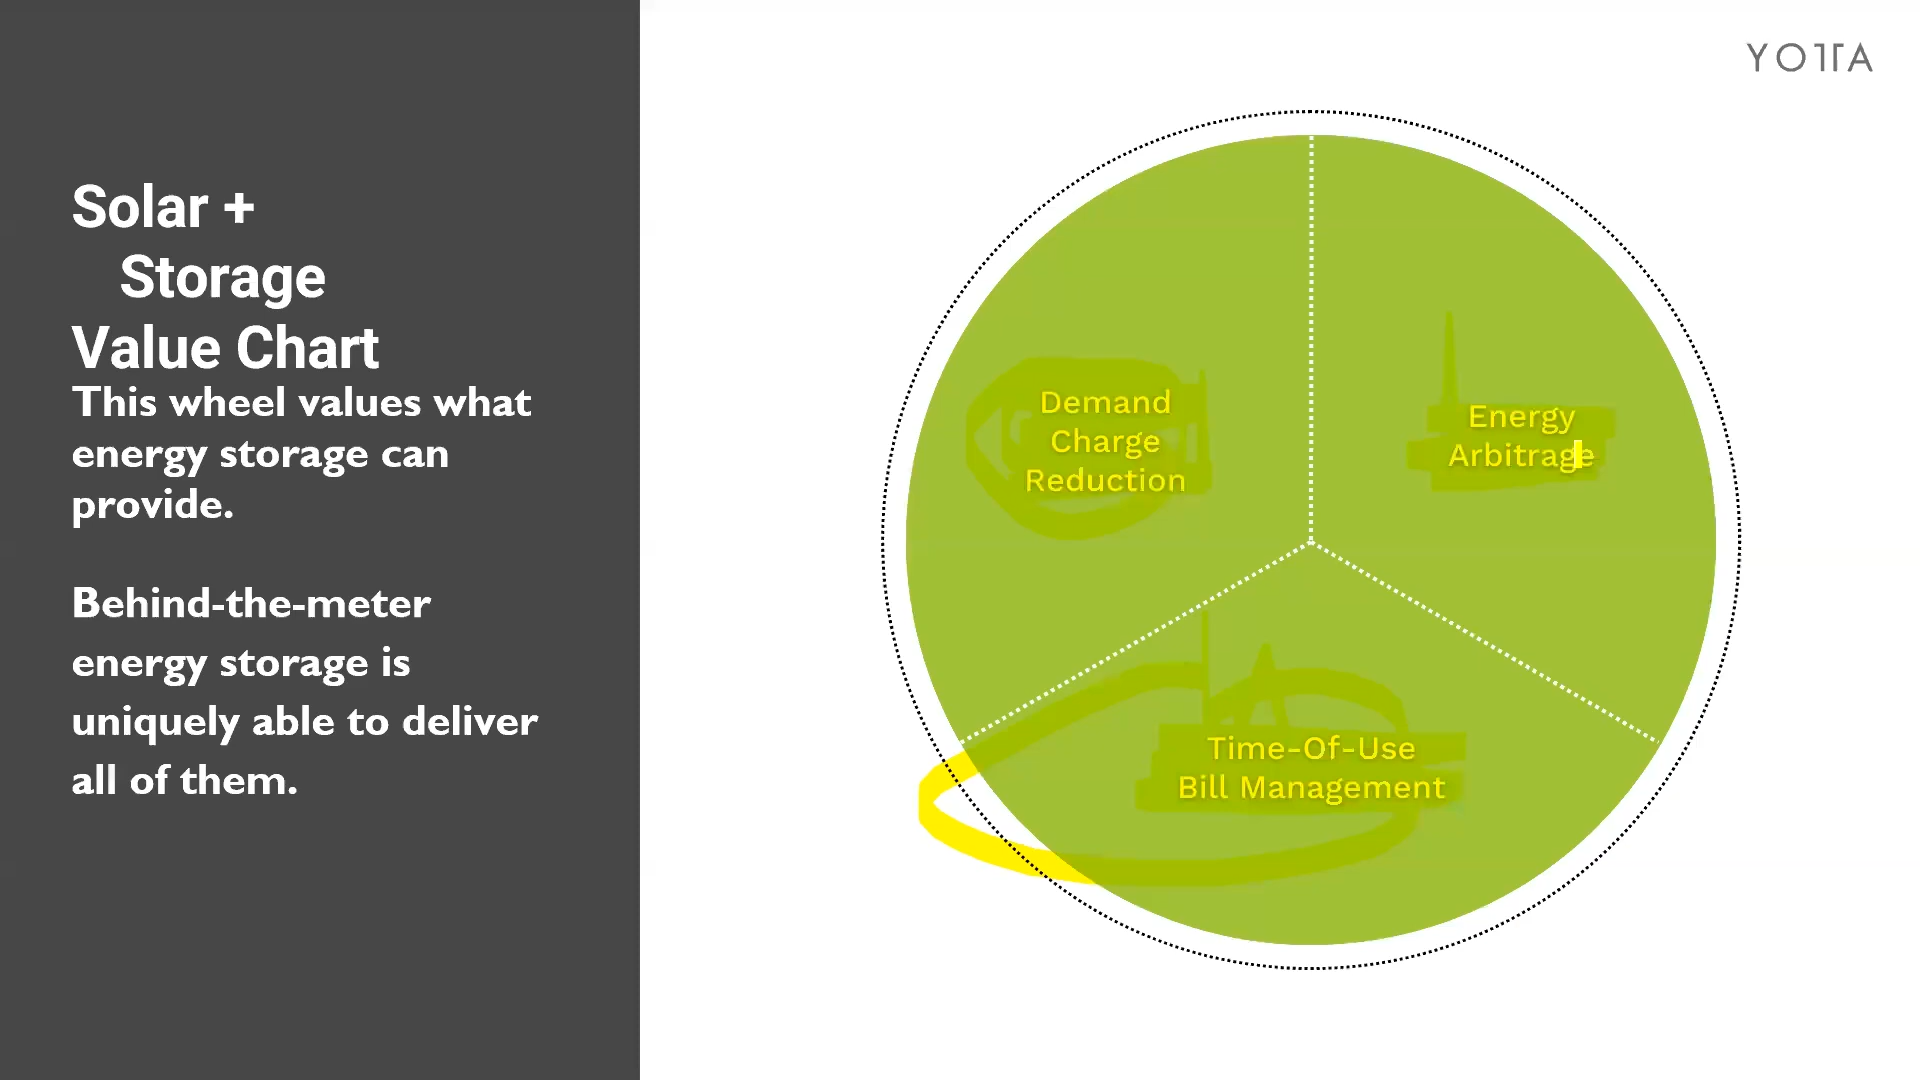 Solar +
Storage
Value Chart
This wheel values what
energy storage can
provide.
Behind-the-meter
energy storage is
uniquely able to deliver
all of them.
YOTTA
Demand
Charge
Reduction
Energy
Arbitrage
Time-Of-Use
Bill Management